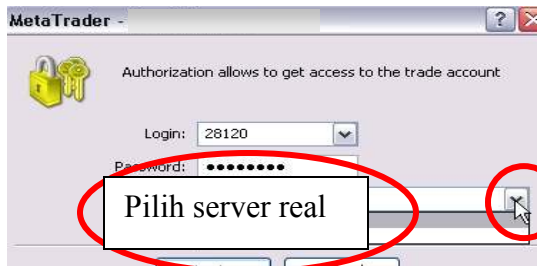 MetaTrader -
Authorization allows to get access to the trade account
Login: 28120
Password: ••••••••
Pilih server real